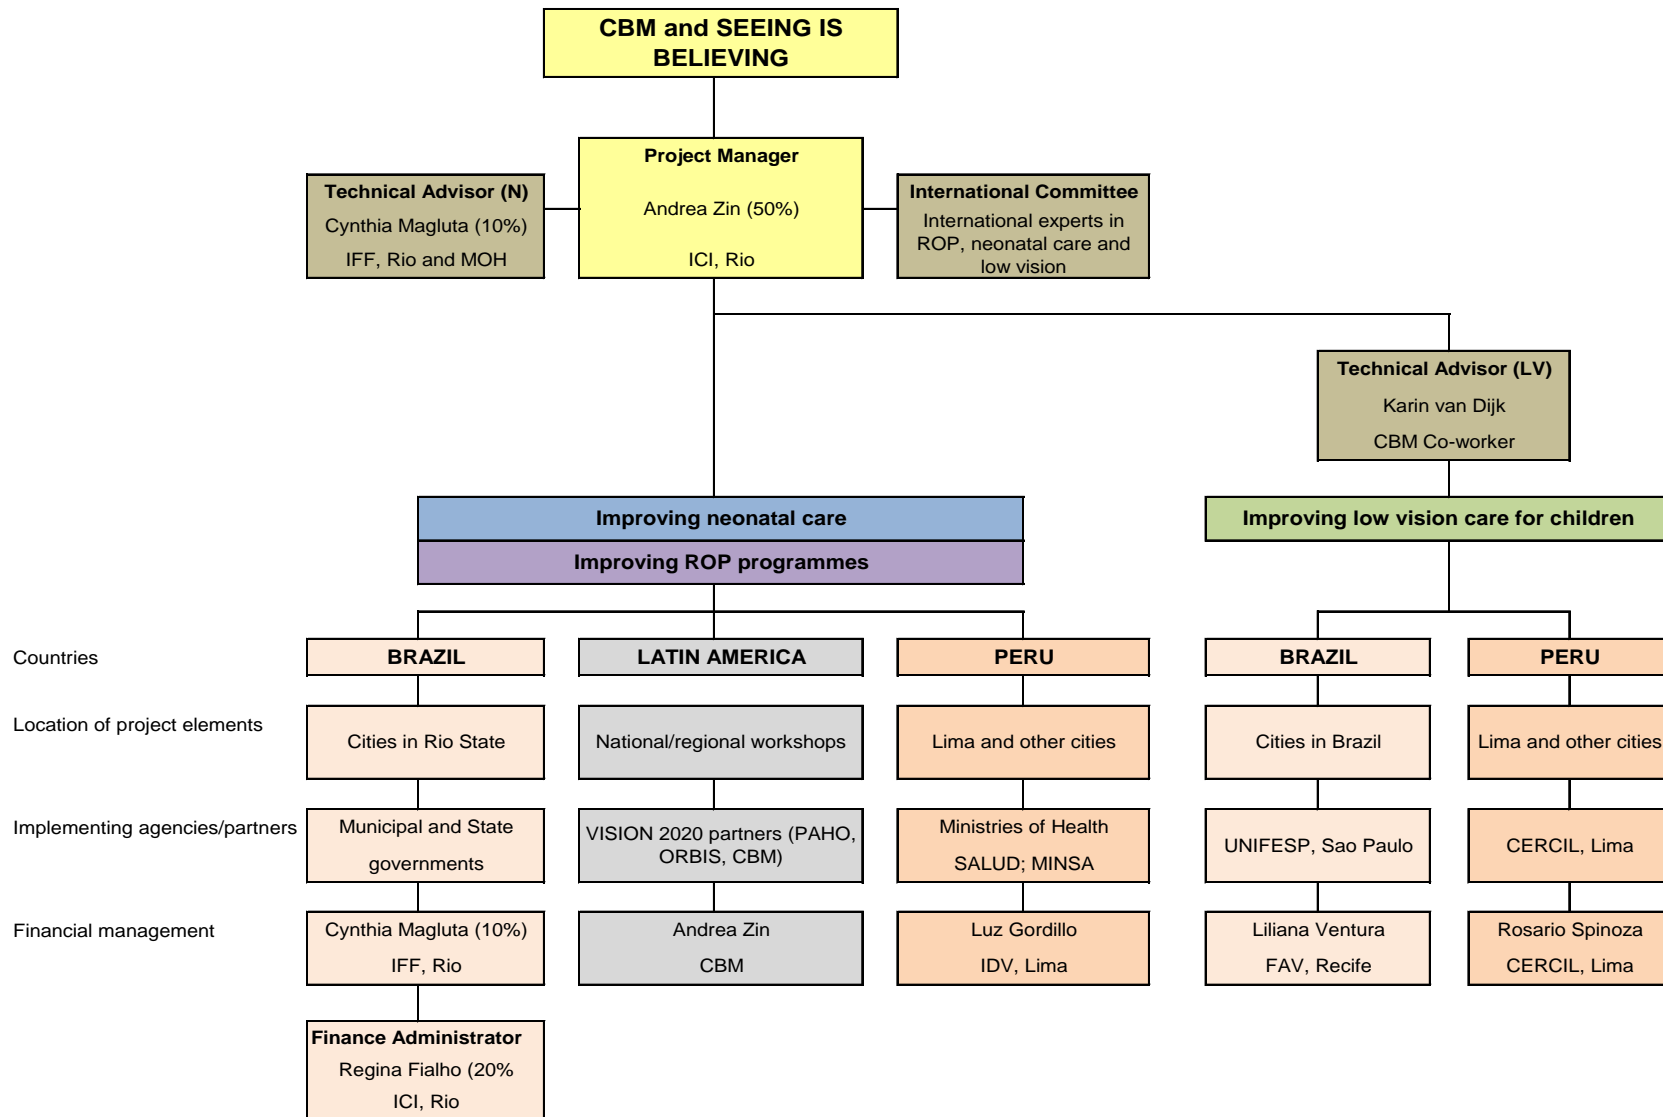 CBM and SEEING IS
BELIEVING
Project Manager
Andrea Zin (50%)
ICI, Rio
Technical Advisor (N)
Cynthia Magluta (10%)
IFF, Rio and MOH
International Committee
International experts in
ROP, neonatal care and
low vision
Technical Advisor (LV)
Karin van Dijk
CBM Co-worker
Improving neonatal care
Improving ROP programmes
Improving low vision care for children
Countries
BRAZIL
LATIN AMERICA
PERU
BRAZIL
PERU
Location of project elements
Cities in Rio State
National/regional workshops
Lima and other cities
Cities in Brazil
Lima and other cities
Implementing agencies/partners
Municipal and State
governments
VISION 2020 partners (PAHO,
ORBIS, CBM)
Ministries of Health
SALUD; MINSA
UNIFESP, Sao Paulo
CERCIL, Lima
Financial management
Cynthia Magluta (10%)
IFF, Rio
Andrea Zin
CBM
Luz Gordillo
IDV, Lima
Liliana Ventura
FAV, Recife
Rosario Spinoza
CERCIL, Lima
Finance Administrator
Regina Fialho (20%
ICI, Rio